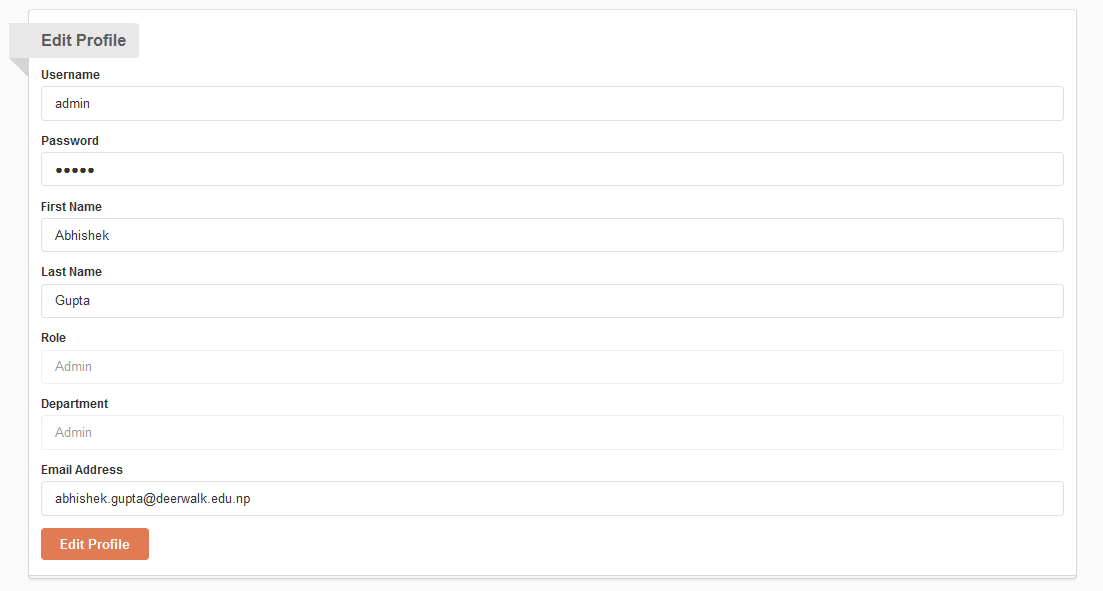 Edit Profile
Username
admin
Password
●●●●●
First Name
Abhishek
Last Name
Gupta
Role
Admin
Department
Admin
Email Address
abhishek.gupta@deerwalk.edu.np
Edit Profile